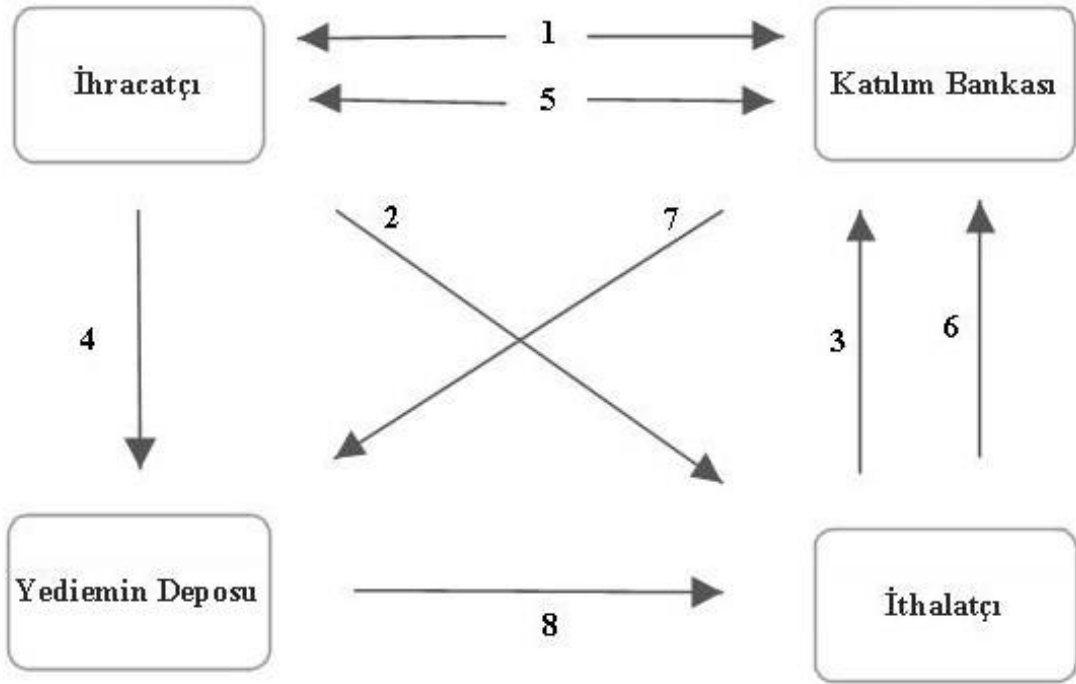 1
İhracatçı
Katılım Bankası
5
2
7
4
3
6
Yediemin Deposu
İthalatçı
8